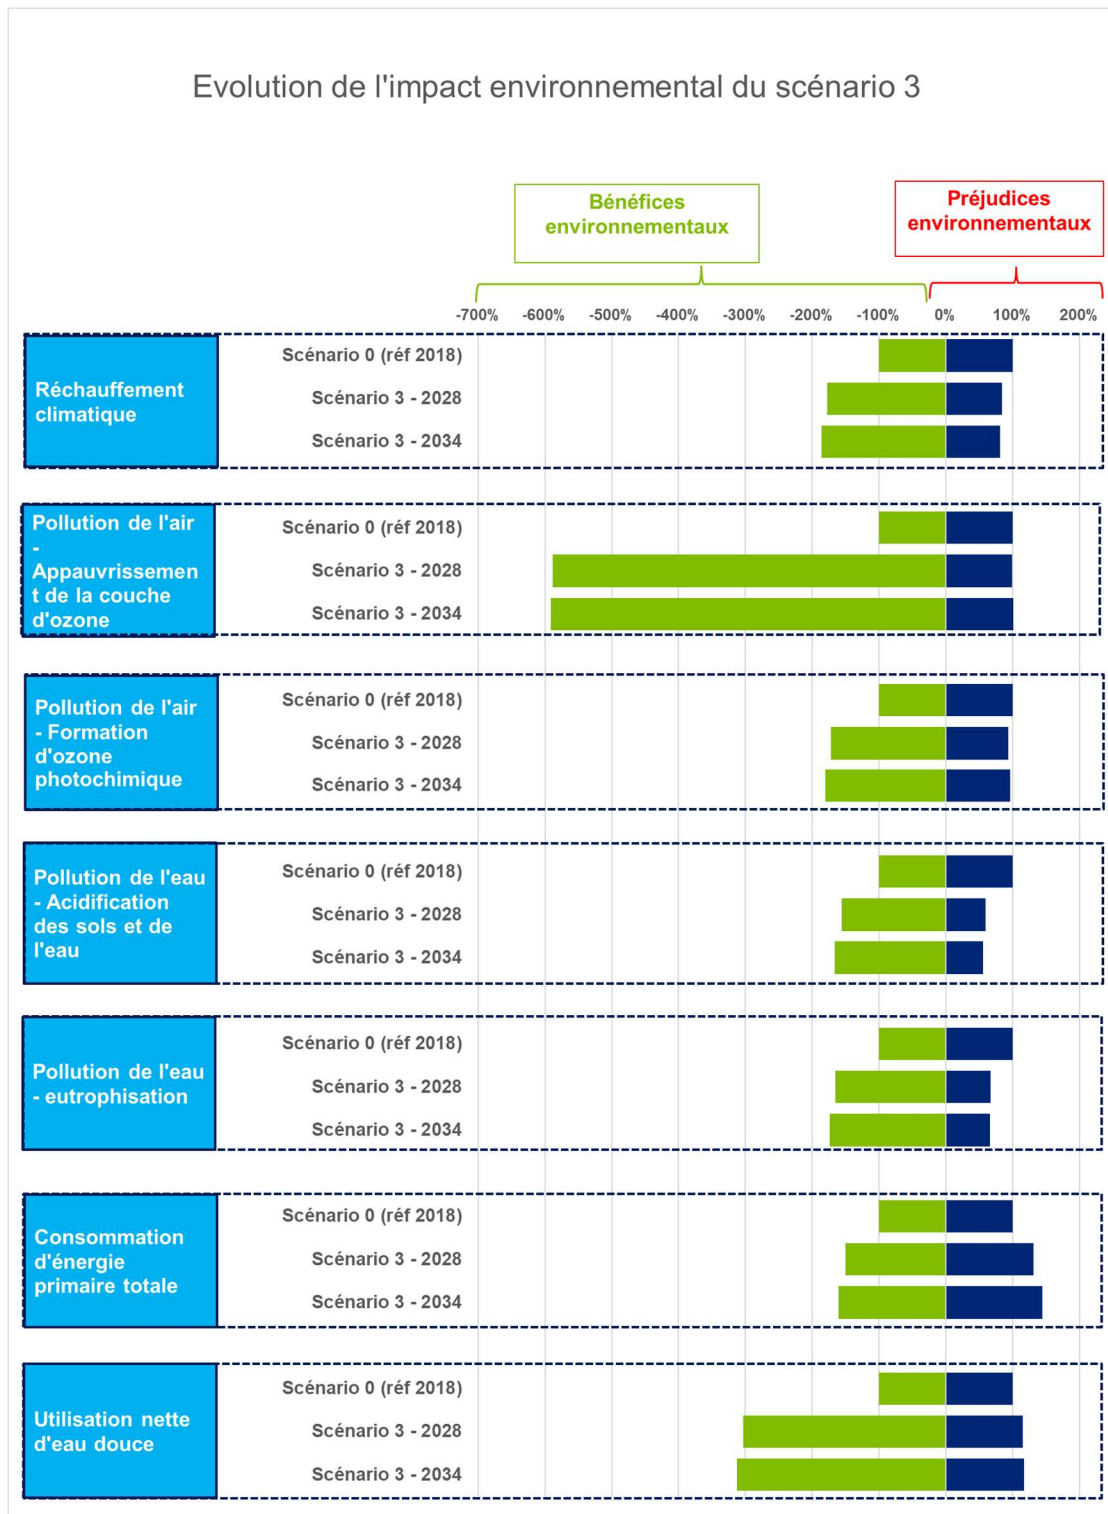 Evolution de l'impact environnemental du scénario 3
Bénéfices
environnementaux
Préjudices
environnementaux
-700% -600% -500% -400% -300% -200% -100% 0% 100% 200%
Réchauffement
climatique
Scénario 0 (réf 2018)
Scénario 3 - 2028
Scénario 3 - 2034
Pollution de l'air
-
Appauvrissemen
t de la couche
d'ozone
Scénario 0 (réf 2018)
Scénario 3 - 2028
Scénario 3 - 2034
Pollution de l'air
- Formation
d'ozone
photochimique
Scénario 0 (réf 2018)
Scénario 3 - 2028
Scénario 3 - 2034
Pollution de l'eau
- Acidification
des sols et de
l'eau
Scénario 0 (réf 2018)
Scénario 3 - 2028
Scénario 3 - 2034
Pollution de l'eau
- eutrophisation
Scénario 0 (réf 2018)
Scénario 3 - 2028
Scénario 3 - 2034
Consommation
d'énergie
primaire totale
Scénario 0 (réf 2018)
Scénario 3 - 2028
Scénario 3 - 2034
Utilisation nette
d'eau douce
Scénario 0 (réf 2018)
Scénario 3 - 2028
Scénario 3 - 2034